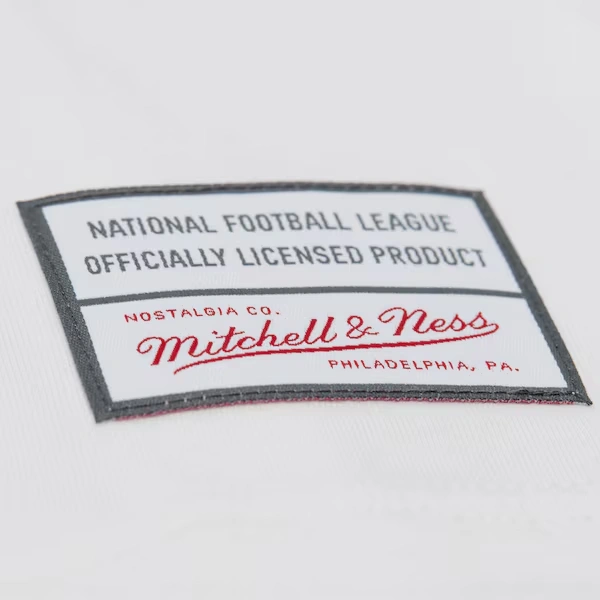 NATIONAL FOOTBALL LEAGUE
OFFICIALLY LICENSED PRODUCT
NOSTALGIA CO.
Mitchell & Ness
PHILADELPHIA, PA.